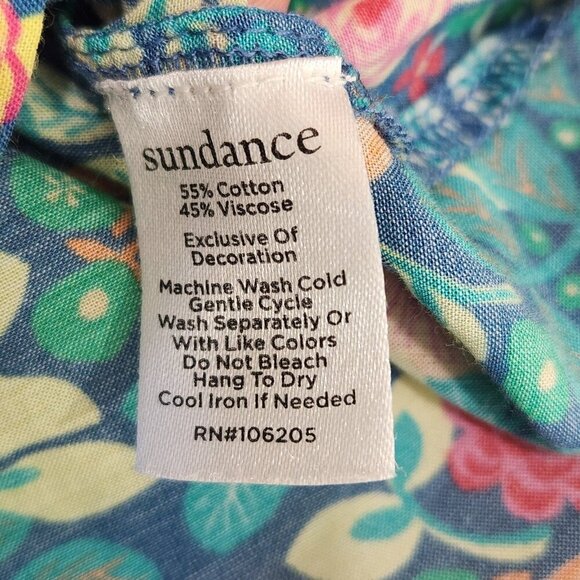 sundance
55% Cotton
45% Viscose
Exclusive Of
Decoration
Machine Wash Cold
Gentle Cycle
Wash Separately Or
With Like Colors
Do Not Bleach
Hang To Dry
Cool Iron If Needed
RN#106205